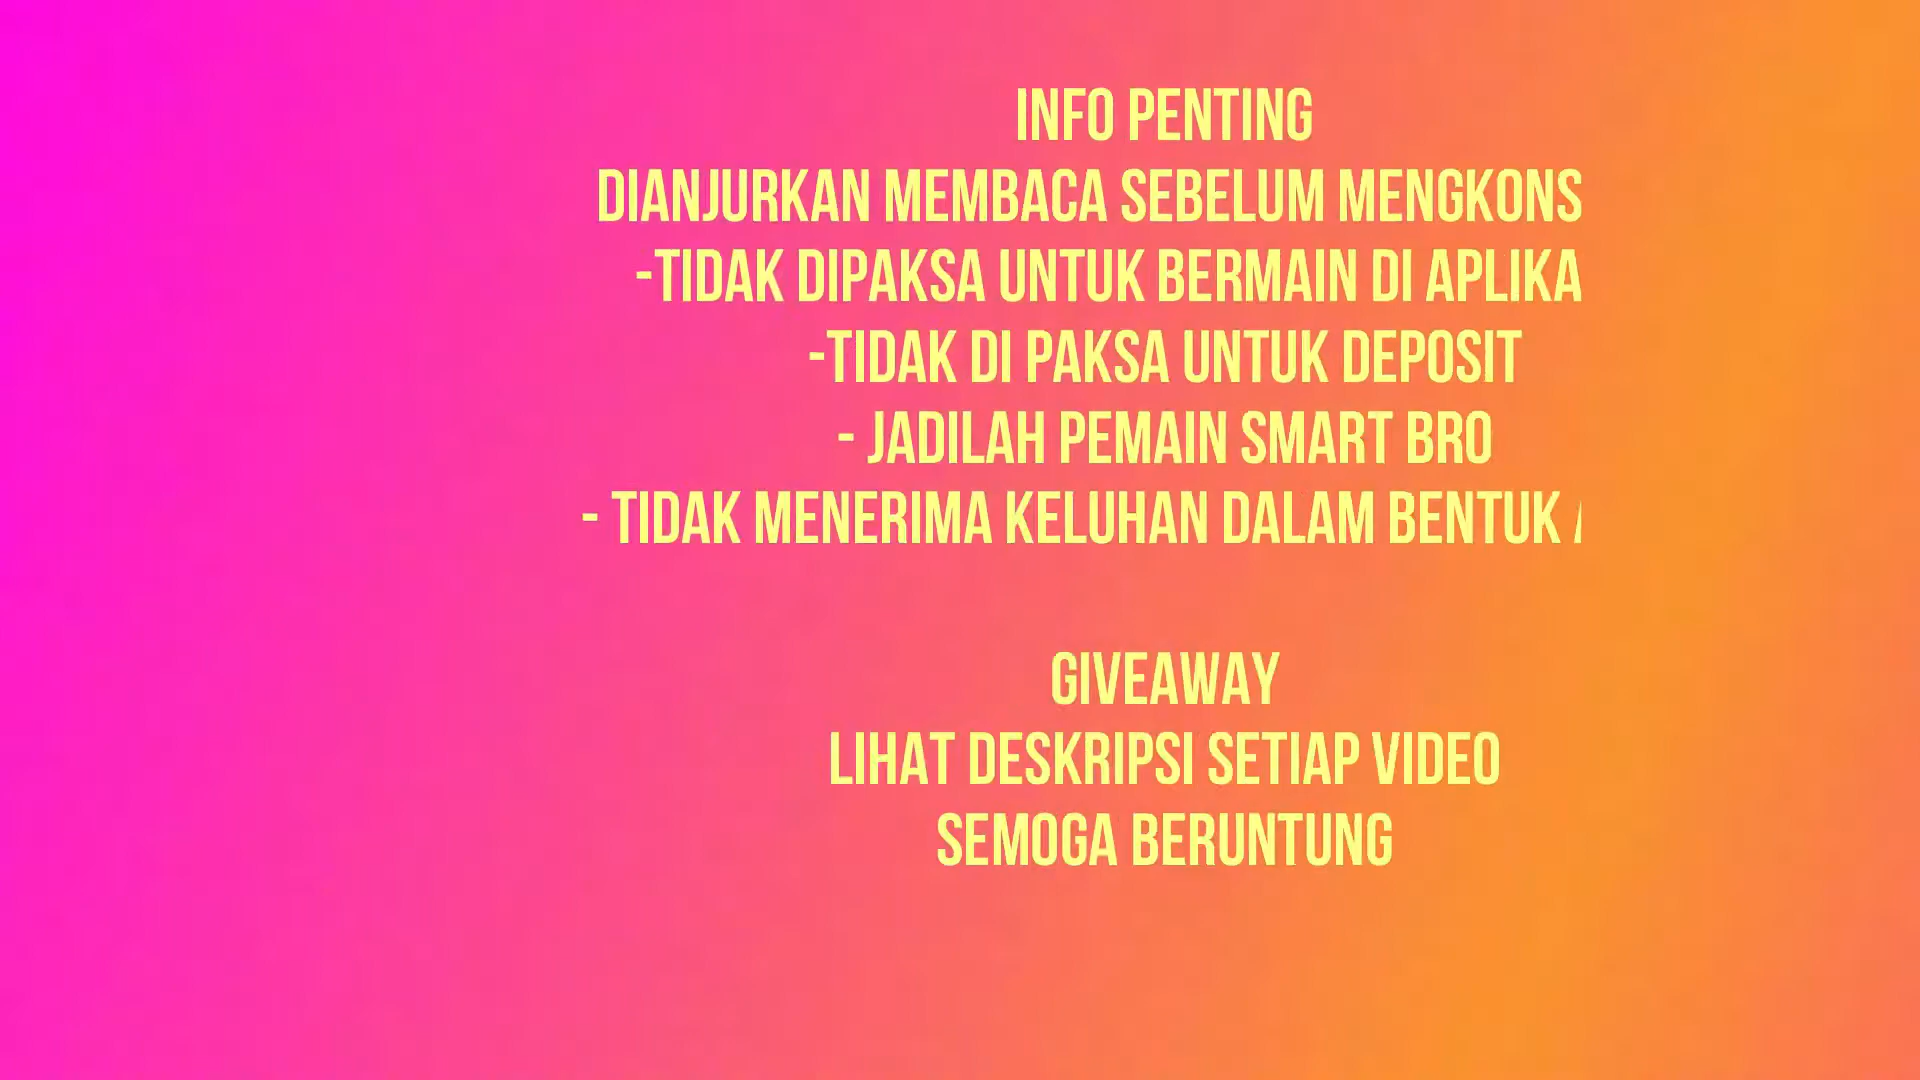 INFO PENTING
DIANJURKAN MEMBACA SEBELUM MENGKONS
-TIDAK DIPAKSA UNTUK BERMAIN DI APLIKA
-TIDAK DI PAKSA UNTUK DEPOSIT
- JADILAH PEMAIN SMART BRO
- TIDAK MENERIMA KELUHAN DALAM BENTUK
GIVEAWAY
LIHAT DESKRIPSI SETIAP VIDEO
SEMOGA BERUNTUNG